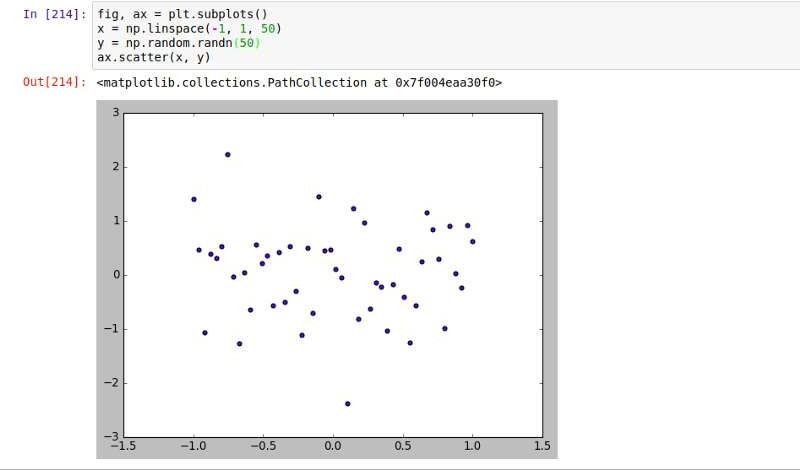 In [214]: fig, ax = plt.subplots()
x = np.linspace(-1, 1, 50)
y = np.random.randn(50)
ax.scatter(x, y)
Out[214]: <matplotlib.collections.PathCollection at 0x7f004eaa30f0>
3
2
1
0
−1
−2
−3
−1.5 −1.0 −0.5 0.0 0.5 1.0 1.5